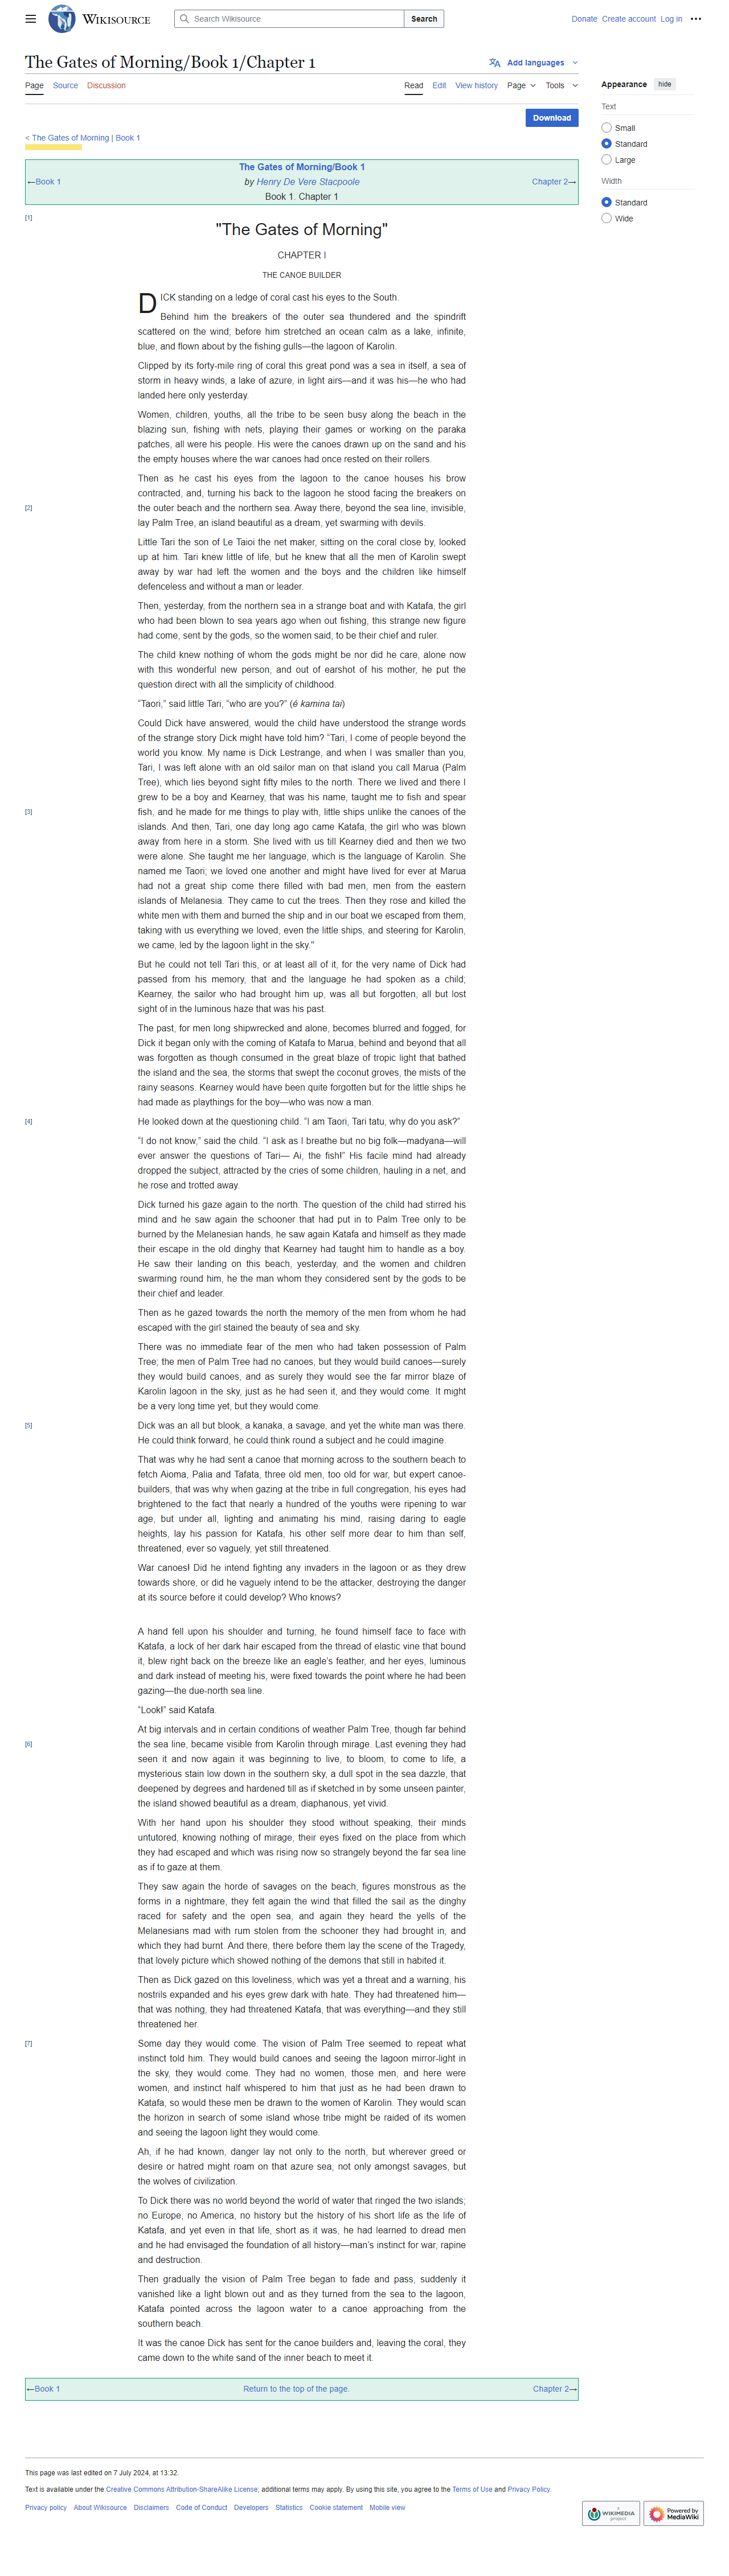 WIKISOURCE
Search Wikisource
Search
Donate Create account Log in •••
The Gates of Morning/Book 1/Chapter 1
Add languages
Page Source Discussion
Read Edit View history Page Tools
Download
< The Gates of Morning | Book 1
Appearance hide
Text
Small
Standard
Large
Width
Standard
Wide
The Gates of Morning/Book 1
←Book 1
by Henry De Vere Stacpoole
Chapter 2→
Book 1. Chapter 1
[1]
"The Gates of Morning"
CHAPTER I
THE CANOE BUILDER
DICK standing on a ledge of coral cast his eyes to the South.
Behind him the breakers of the outer sea thundered and the spindrift
scattered on the wind; before him stretched an ocean calm as a lake, infinite,
blue, and flown about by the fishing gulls—the lagoon of Karolin.
Clipped by its forty-mile ring of coral this great pond was a sea in itself, a sea of
storm in heavy winds, a lake of azure, in light airs—and it was his—he who had
landed here only yesterday.
Women, children, youths, all the tribe to be seen busy along the beach in the
blazing sun, fishing with nets, playing their games or working on the paraka
patches, all were his people. His were the canoes drawn up on the sand and his
the empty houses where the war canoes had once rested on their rollers.
Then as he cast his eyes from the lagoon to the canoe houses his brow
contracted, and, turning his back to the lagoon he stood facing the breakers on
[2]
the outer beach and the northern sea. Away there, beyond the sea line, invisible,
lay Palm Tree, an island beautiful as a dream, yet swarming with devils.
Little Tari the son of Le Taioi the net maker, sitting on the coral close by, looked
up at him. Tari knew little of life, but he knew that all the men of Karolin swept
away by war had left the women and the boys and the children like himself
defenceless and without a man or leader.
Then, yesterday, from the northern sea in a strange boat and with Katafa, the girl
who had been blown to sea years ago when out fishing, this strange new figure
had come, sent by the gods, so the women said, to be their chief and ruler.
The child knew nothing of whom the gods might be nor did he care, alone now
with this wonderful new person, and out of earshot of his mother, he put the
question direct with all the simplicity of childhood.
“Taori,” said little Tari, “who are you?” (é kamina tai)
Could Dick have answered, would the child have understood the strange words
of the strange story Dick might have told him? “Tari, I come of people beyond the
world you know. My name is Dick Lestrange, and when I was smaller than you,
Tari, I was left alone with an old sailor man on that island you call Marua (Palm
Tree), which lies beyond sight fifty miles to the north. There we lived and there I
grew to be a boy and Kearney, that was his name, taught me to fish and spear
[3]
fish, and he made for me things to play with, little ships unlike the canoes of the
islands. And then, Tari, one day long ago came Katafa, the girl who was blown
away from here in a storm. She lived with us till Kearney died and then we two
were alone. She taught me her language, which is the language of Karolin. She
named me Taori; we loved one another and might have lived for ever at Marua
had not a great ship come there filled with bad men, men from the eastern
islands of Melanesia. They came to cut the trees. Then they rose and killed the
white men with them and burned the ship and in our boat we escaped from them,
taking with us everything we loved, even the little ships, and steering for Karolin,
we came, led by the lagoon light in the sky."
But he could not tell Tari this, or at least all of it, for the very name of Dick had
passed from his memory, that and the language he had spoken as a child;
Kearney, the sailor who had brought him up, was all but forgotten, all but lost
sight of in the luminous haze that was his past.
The past, for men long shipwrecked and alone, becomes blurred and fogged, for
Dick it began only with the coming of Katafa to Marua, behind and beyond that all
was forgotten as though consumed in the great blaze of tropic light that bathed
the island and the sea, the storms that swept the coconut groves, the mists of the
rainy seasons. Kearney would have been quite forgotten but for the little ships he
had made as playthings for the boy—who was now a man.
[4]
He looked down at the questioning child. “I am Taori, Tari tatu, why do you ask?”
“I do not know,” said the child. “I ask as I breathe but no big folk—madyana—will
ever answer the questions of Tari— Ai, the fish!” His facile mind had already
dropped the subject, attracted by the cries of some children, hauling in a net, and
he rose and trotted away.
Dick turned his gaze again to the north. The question of the child had stirred his
mind and he saw again the schooner that had put in to Palm Tree only to be
burned by the Melanesian hands, he saw again Katafa and himself as they made
their escape in the old dinghy that Kearney had taught him to handle as a boy.
He saw their landing on this beach, yesterday, and the women and children
swarming round him, he the man whom they considered sent by the gods to be
their chief and leader.
Then as he gazed towards the north the memory of the men from whom he had
escaped with the girl stained the beauty of sea and sky.
There was no immediate fear of the men who had taken possession of Palm
Tree; the men of Palm Tree had no canoes, but they would build canoes—surely
they would build canoes, and as surely they would see the far mirror blaze of
Karolin lagoon in the sky, just as he had seen it, and they would come. It might
be a very long time yet, but they would come.
[5]
Dick was an all but blook, a kanaka, a savage, and yet the white man was there.
He could think forward, he could think round a subject and he could imagine.
That was why he had sent a canoe that morning across to the southern beach to
fetch Aioma, Palia and Tafata, three old men, too old for war, but expert canoe-
builders, that was why when gazing at the tribe in full congregation, his eyes had
brightened to the fact that nearly a hundred of the youths were ripening to war
age, but under all, lighting and animating his mind, raising daring to eagle
heights, lay his passion for Katafa, his other self more dear to him than self,
threatened, ever so vaguely, yet still threatened.
War canoes! Did he intend fighting any invaders in the lagoon or as they drew
towards shore, or did he vaguely intend to be the attacker, destroying the danger
at its source before it could develop? Who knows?
A hand fell upon his shoulder and turning, he found himself face to face with
Katafa, a lock of her dark hair escaped from the thread of elastic vine that bound
it, blew right back on the breeze like an eagle’s feather, and her eyes, luminous
and dark instead of meeting his, were fixed towards the point where he had been
gazing—the due-north sea line.
“Look!” said Katafa.
At big intervals and in certain conditions of weather Palm Tree, though far behind
[6]
the sea line, became visible from Karolin through mirage. Last evening they had
seen it and now again it was beginning to live, to bloom, to come to life, a
mysterious stain low down in the southern sky, a dull spot in the sea dazzle, that
deepened by degrees and hardened till as if sketched in by some unseen painter,
the island showed beautiful as a dream, diaphanous, yet vivid.
With her hand upon his shoulder they stood without speaking, their minds
untutored, knowing nothing of mirage, their eyes fixed on the place from which
they had escaped and which was rising now so strangely beyond the far sea line
as if to gaze at them.
They saw again the horde of savages on the beach, figures monstrous as the
forms in a nightmare, they felt again the wind that filled the sail as the dinghy
raced for safety and the open sea, and again they heard the yells of the
Melanesians mad with rum stolen from the schooner they had brought in, and
which they had burnt. And there, there before them lay the scene of the Tragedy,
that lovely picture which showed nothing of the demons that still in habited it.
Then as Dick gazed on this loveliness, which was yet a threat and a warning, his
nostrils expanded and his eyes grew dark with hate. They had threatened him—
that was nothing, they had threatened Katafa, that was everything—and they still
threatened her.
[7]
Some day they would come. The vision of Palm Tree seemed to repeat what
instinct told him. They would build canoes and seeing the lagoon mirror-light in
the sky, they would come. They had no women, those men, and here were
women, and instinct half whispered to him that just as he had been drawn to
Katafa, so would these men be drawn to the women of Karolin. They would scan
the horizon in search of some island whose tribe might be raided of its women
and seeing the lagoon light they would come.
Ah, if he had known, danger lay not only to the north, but wherever greed or
desire or hatred might roam on that azure sea, not only amongst savages, but
the wolves of civilization.
To Dick there was no world beyond the world of water that ringed the two islands;
no Europe, no America, no history but the history of his short life as the life of
Katafa, and yet even in that life, short as it was, he had learned to dread men
and he had envisaged the foundation of all history—man’s instinct for war, rapine
and destruction.
Then gradually the vision of Palm Tree began to fade and pass, suddenly it
vanished like a light blown out and as they turned from the sea to the lagoon,
Katafa pointed across the lagoon water to a canoe approaching from the
southern beach.
It was the canoe Dick has sent for the canoe builders and, leaving the coral, they
came down to the white sand of the inner beach to meet it.
←Book 1
Return to the top of the page.
Chapter 2→
This page was last edited on 7 July 2024, at 13:32.
Text is available under the Creative Commons Attribution-ShareAlike License; additional terms may apply. By using this site, you agree to the Terms of Use and Privacy Policy.
Privacy policy About Wikisource Disclaimers Code of Conduct Developers Statistics Cookie statement Mobile view
A WIKIMEDIA project
Powered by MediaWiki